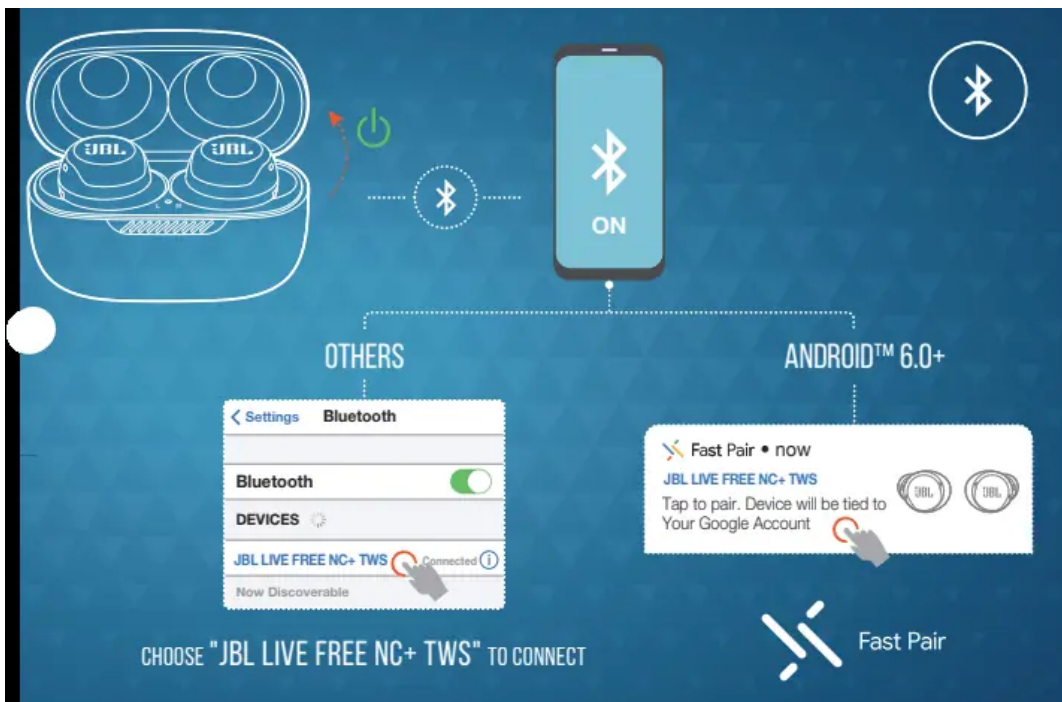 JBL
JBL
L R
ON
OTHERS
ANDROID™ 6.0+
Settings Bluetooth
Bluetooth
DEVICES
JBL LIVE FREE NC+ TWS Connected
Now Discoverable
CHOOSE "JBL LIVE FREE NC+ TWS" TO CONNECT
Fast Pair • now
JBL LIVE FREE NC+ TWS
Tap to pair. Device will be tied to
Your Google Account
JBL
JBL
Fast Pair